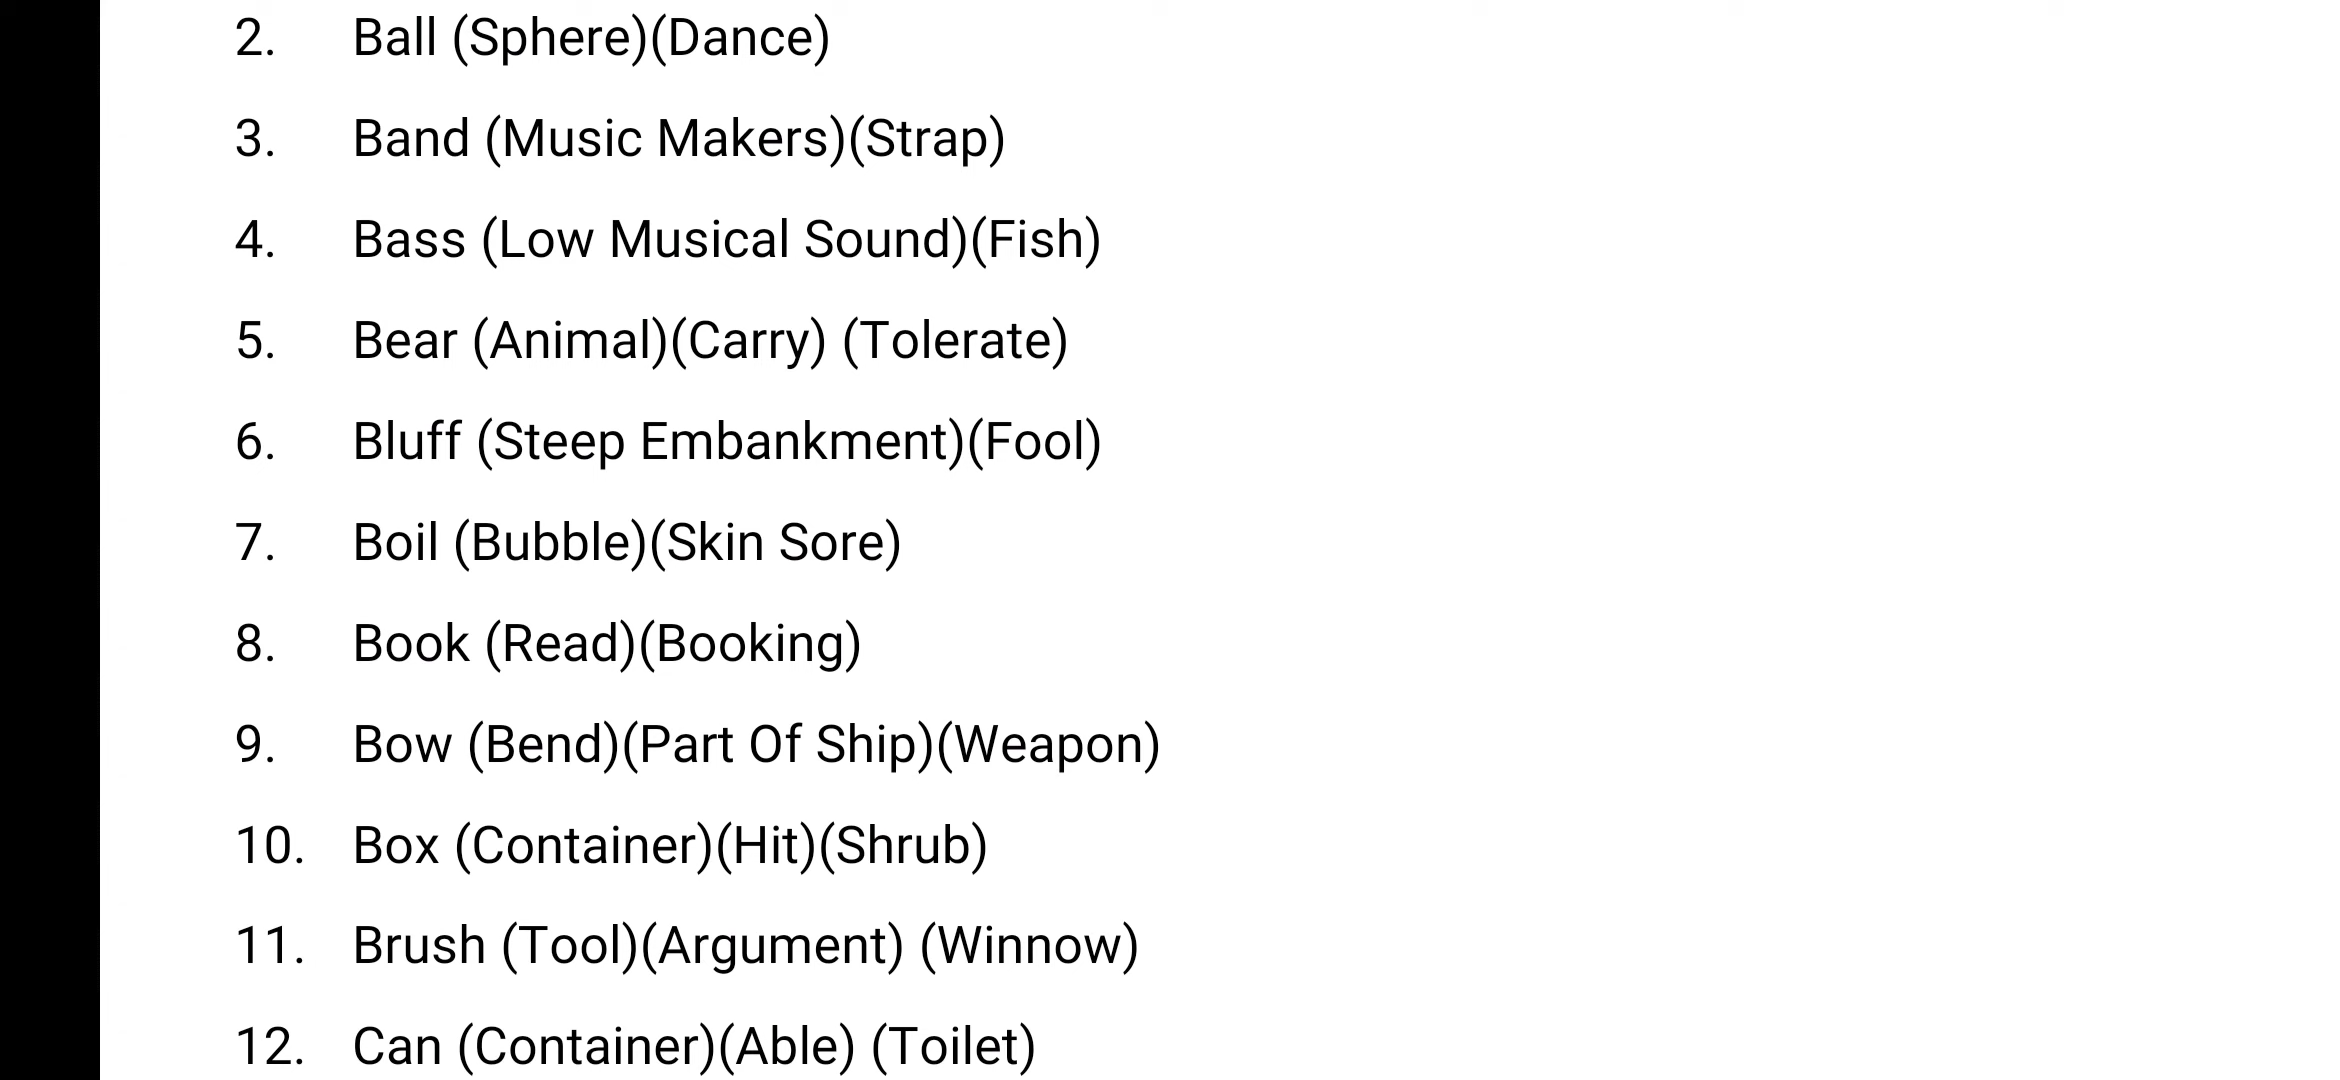 2. Ball (Sphere)(Dance)
3. Band (Music Makers)(Strap)
4. Bass (Low Musical Sound)(Fish)
5. Bear (Animal)(Carry) (Tolerate)
6. Bluff (Steep Embankment)(Fool)
7. Boil (Bubble)(Skin Sore)
8. Book (Read)(Booking)
9. Bow (Bend)(Part Of Ship)(Weapon)
10. Box (Container)(Hit)(Shrub)
11. Brush (Tool)(Argument) (Winnow)
12. Can (Container)(Able) (Toilet)